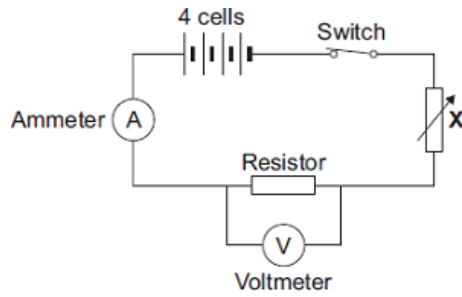 4 cells
Switch
Ammeter
A
X
Resistor
V
Voltmeter